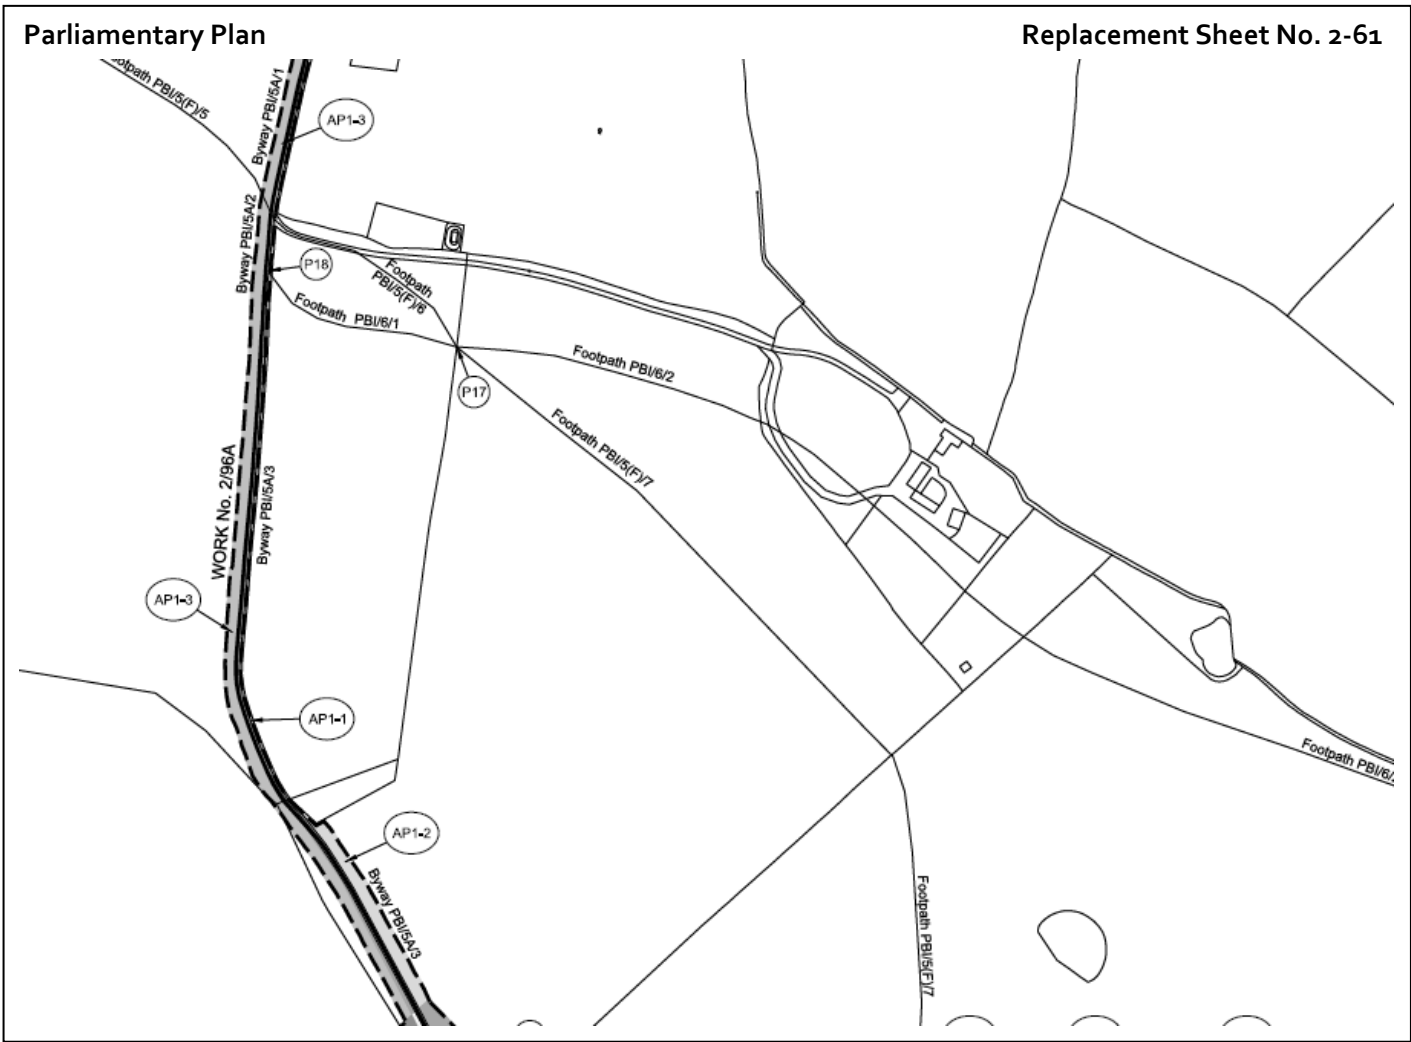 Parliamentary Plan
Replacement Sheet No. 2-61
ootpath PBI/5(F)/5
Byway PBI/5A/1
AP1-3
Byway PBI/5A/2
P18
Footpath
PBI/5(F)/6
Footpath PBI/6/1
Footpath PBI/6/2
P17
Footpath PBI/5(F)/7
WORK No. 2/96A
Byway PBI/5A/3
AP1-3
AP1-1
Footpath PBI/6/
AP1-2
Byway PBI/5A/3
Footpath PBI/5(F)/7